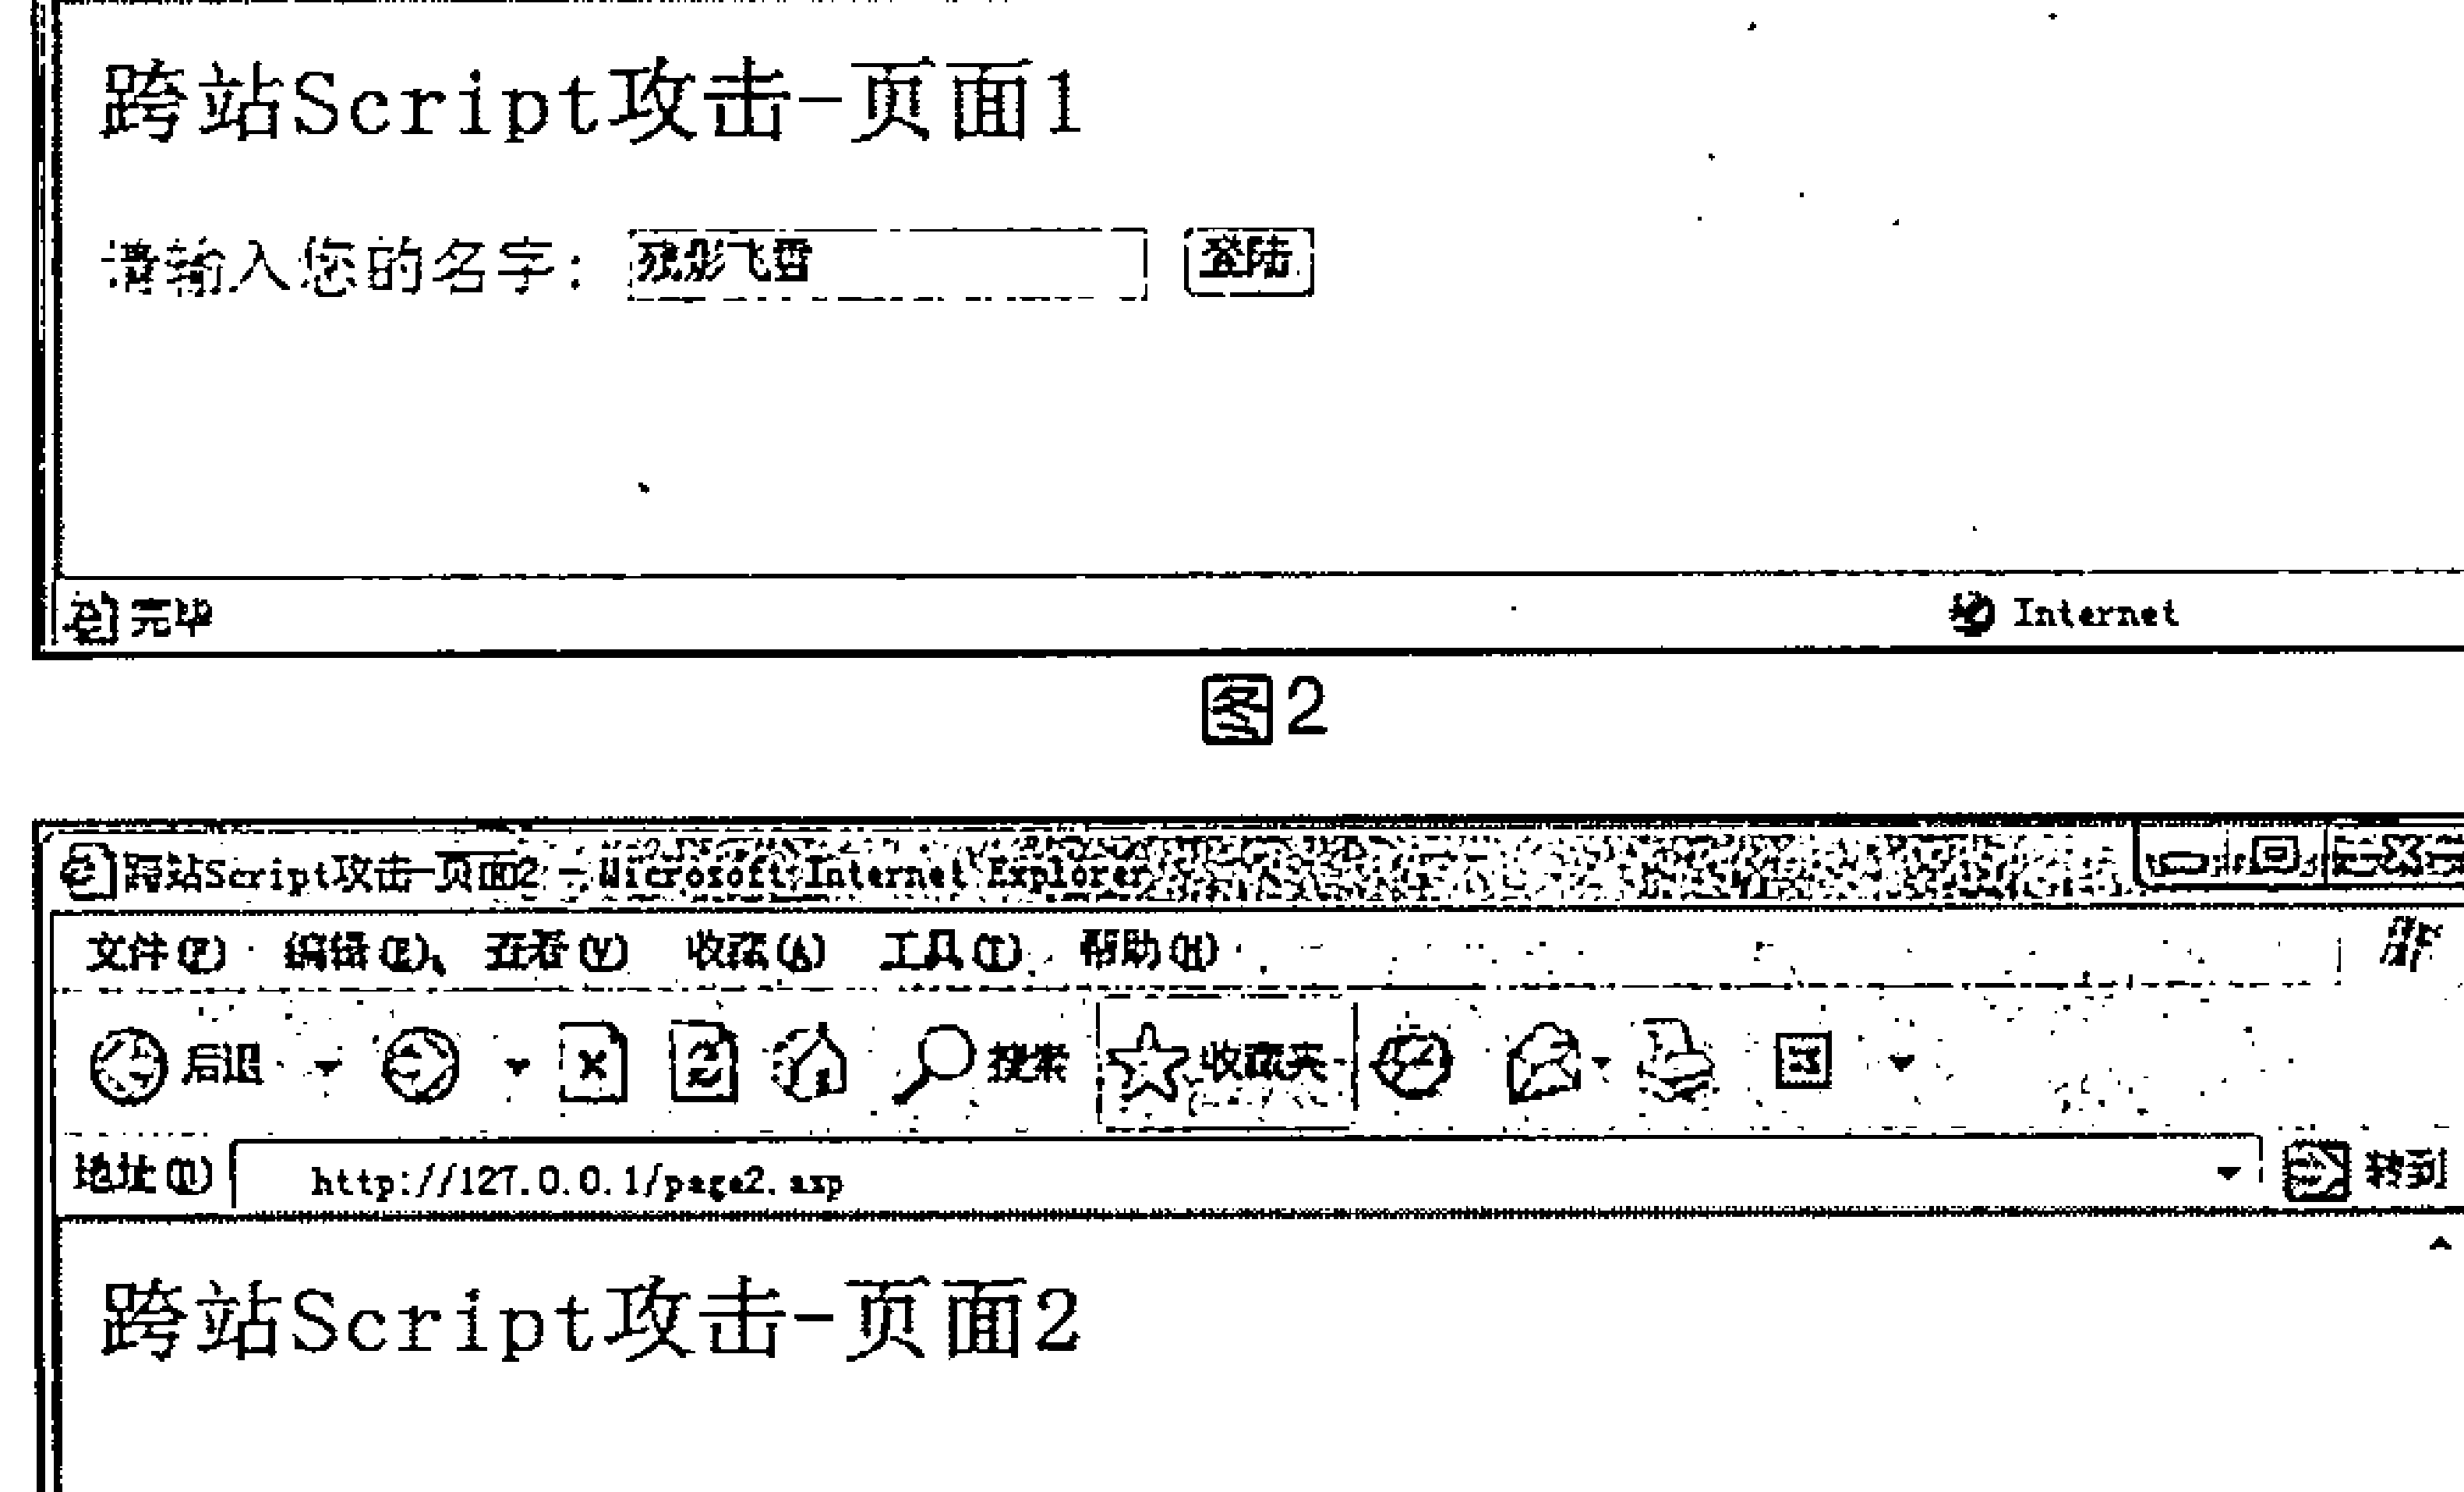 跨站Script攻击-页面1
请输入您的名字: 残影飞雪 登陆
完毕 Internet
图2
跨站Script攻击-页面2 - Microsoft Internet Explorer
文件(F) 编辑(E) 查看(V) 收藏(A) 工具(T) 帮助(H)
后退 搜索 收藏夹
地址(D) http://127.0.0.1/page2.asp 转到
跨站Script攻击-页面2